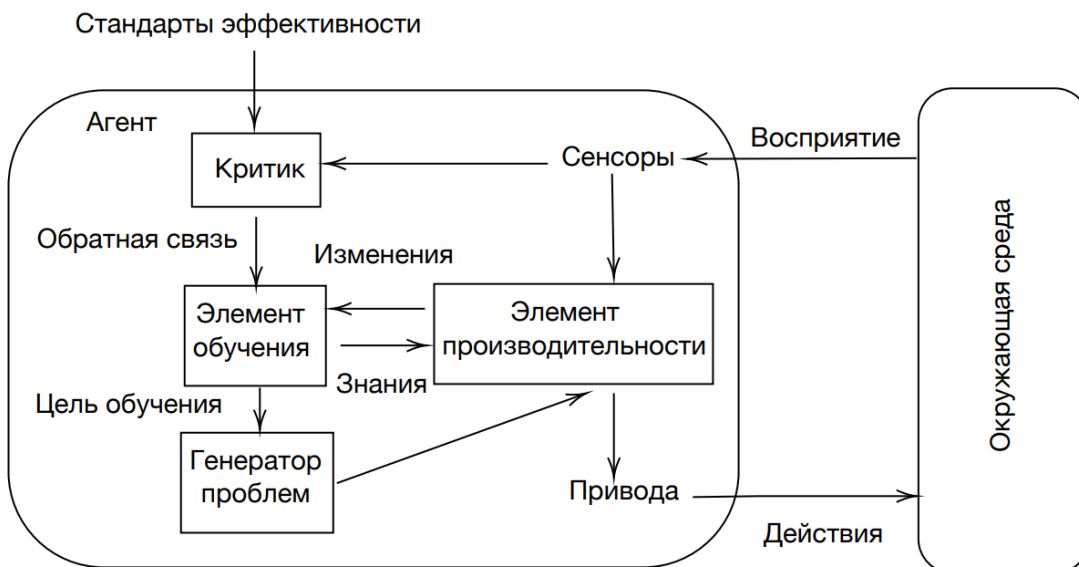 Стандарты эффективности
Агент
Критик
Сенсоры
Восприятие
Обратная связь
Изменения
Элемент
обучения
Элемент
производительности
Знания
Цель обучения
Генератор
проблем
Привода
Действия
Окружающая среда